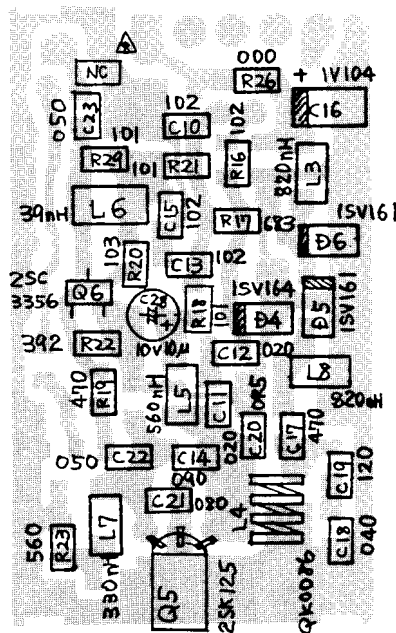 NC
000
R26
+ 1V104
C16
050
C23
102
C10
101
R29
101
R21
102
R16
820nH
L3
39nH
L6
C15
102
R17
683
1SV161
D6
103
R20
C13
102
2SC
3356
Q6
C28
+
10V10μ
R18
101
1SV164
D4
D5
1SV161
392
R22
C12
020
L8
820nH
470
R19
560nH
L5
C11
020
0R5
C20
C17
470
050
C22
C14
090
C21
080
C19
120
560
R23
L7
330nH
Q5
2SK125
L4
QK0086
C18
040